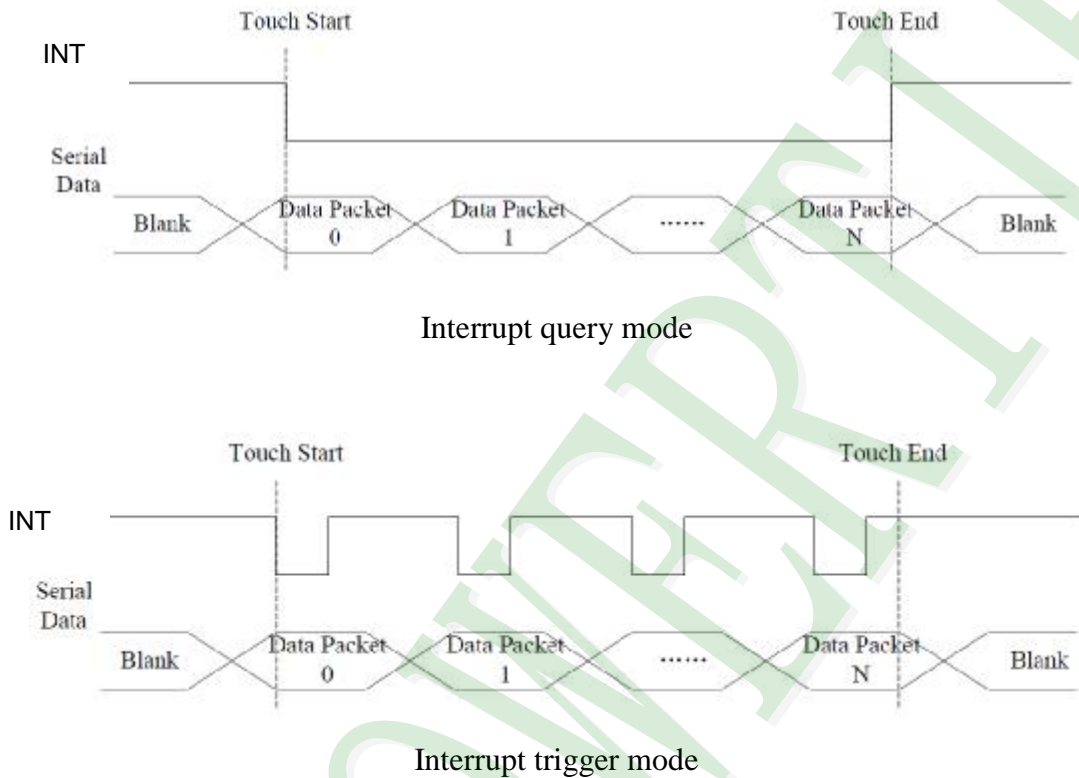 Touch Start Touch End
INT
Serial
Data
Blank Data Packet 0 Data Packet 1 ...... Data Packet N Blank
Interrupt query mode
Touch Start Touch End
INT
Serial
Data
Blank Data Packet 0 Data Packet 1 ...... Data Packet N Blank
Interrupt trigger mode